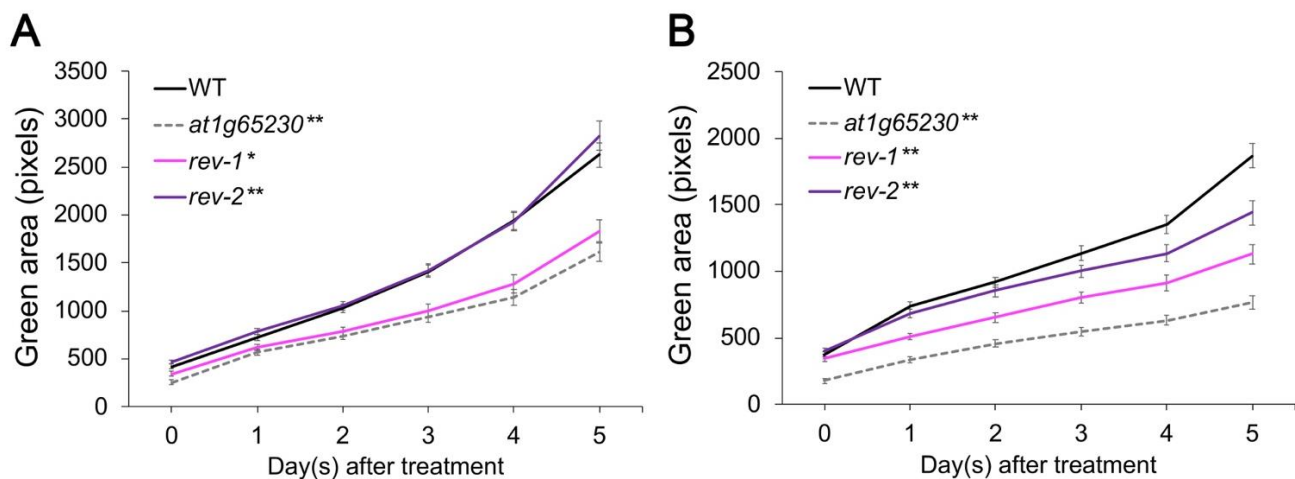 A
Green area (pixels)
3500
3000
2500
2000
1500
1000
500
0
WT
at1g65230**
rev-1*
rev-2**
0 1 2 3 4 5
Day(s) after treatment
B
Green area (pixels)
2500
2000
1500
1000
500
0
WT
at1g65230**
rev-1**
rev-2**
0 1 2 3 4 5
Day(s) after treatment